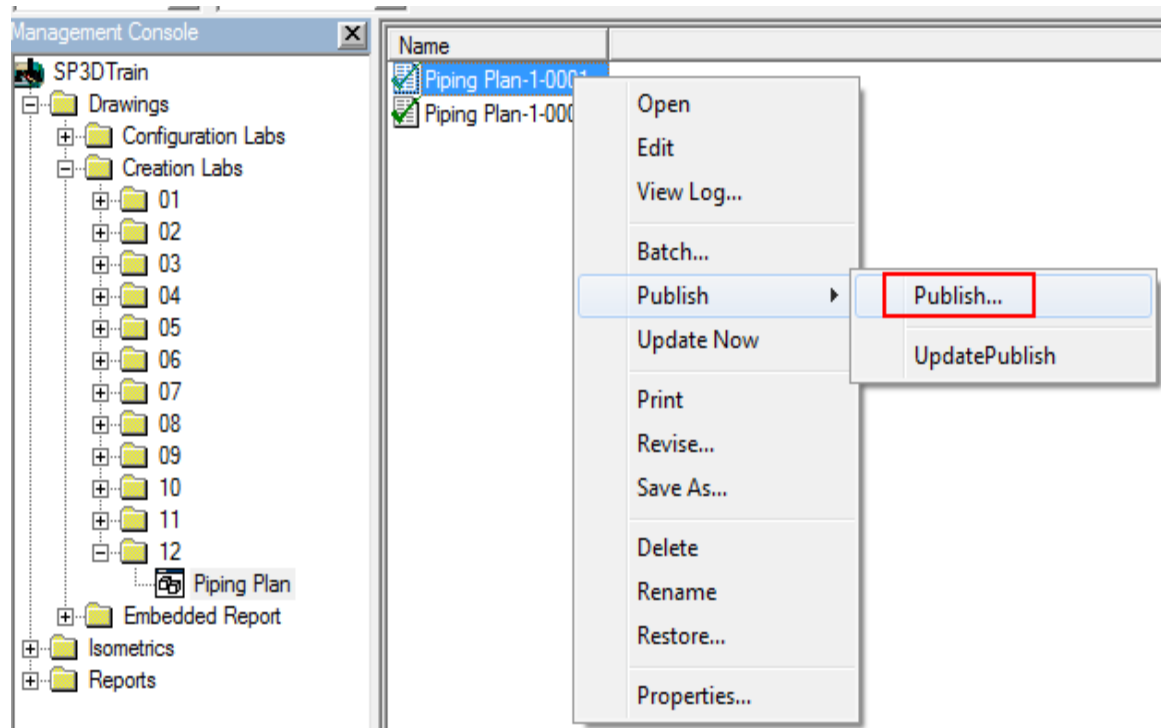 Management Console
SP3DTrain
Drawings
Configuration Labs
Creation Labs
01
02
03
04
05
06
07
08
09
10
11
12
Piping Plan
Embedded Report
Isometrics
Reports
Name
Piping Plan-1-0001
Piping Plan-1-000
Open
Edit
View Log...
Batch...
Publish
Update Now
Print
Revise...
Save As...
Delete
Rename
Restore...
Properties...
Publish...
UpdatePublish